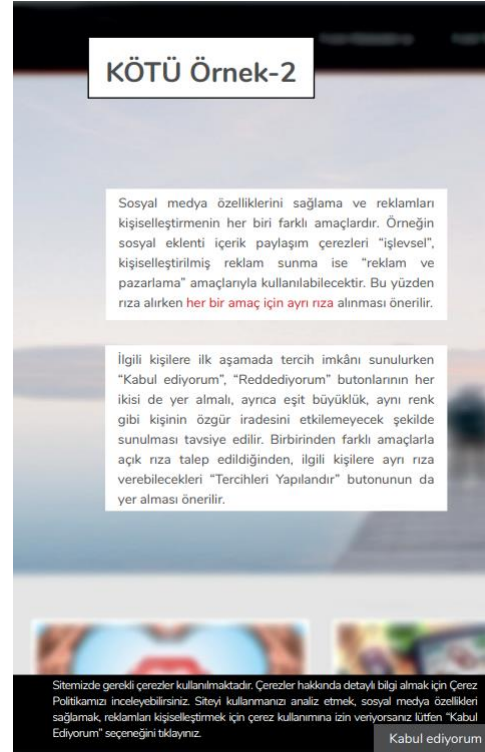 KÖTÜ Örnek-2
Sosyal medya özelliklerini sağlama ve reklamları
kişiselleştirmenin her biri farklı amaçlardır. Örneğin
sosyal eklenti içerik paylaşım çerezleri “işlevsel”,
kişiselleştirilmiş reklam sunma ise “reklam ve
pazarlama” amaçlarıyla kullanılabilecektir. Bu yüzden
rıza alırken her bir amaç için ayrı rıza alınması önerilir.
İlgili kişilere ilk aşamada tercih imkânı sunulurken
“Kabul ediyorum”, “Reddediyorum” butonlarının her
ikisi de yer almalı, ayrıca eşit büyüklük, aynı renk
gibi kişinin özgür iradesini etkilemeyecek şekilde
sunulması tavsiye edilir. Birbirinden farklı amaçlarla
açık rıza talep edildiğinden, ilgili kişilere ayrı rıza
verebilecekleri “Tercihleri Yapılandır” butonunun da
yer alması önerilir.
Sitemizde gerekli çerezler kullanılmaktadır. Çerezler hakkında detaylı bilgi almak için Çerez
Politikamızı inceleyebilirsiniz. Siteyi kullanmanızı analiz etmek, sosyal medya özellikleri
sağlamak, reklamları kişiselleştirmek için çerez kullanımına izin veriyorsanız lütfen “Kabul
Ediyorum” seçeneğini tıklayınız.
Kabul ediyorum